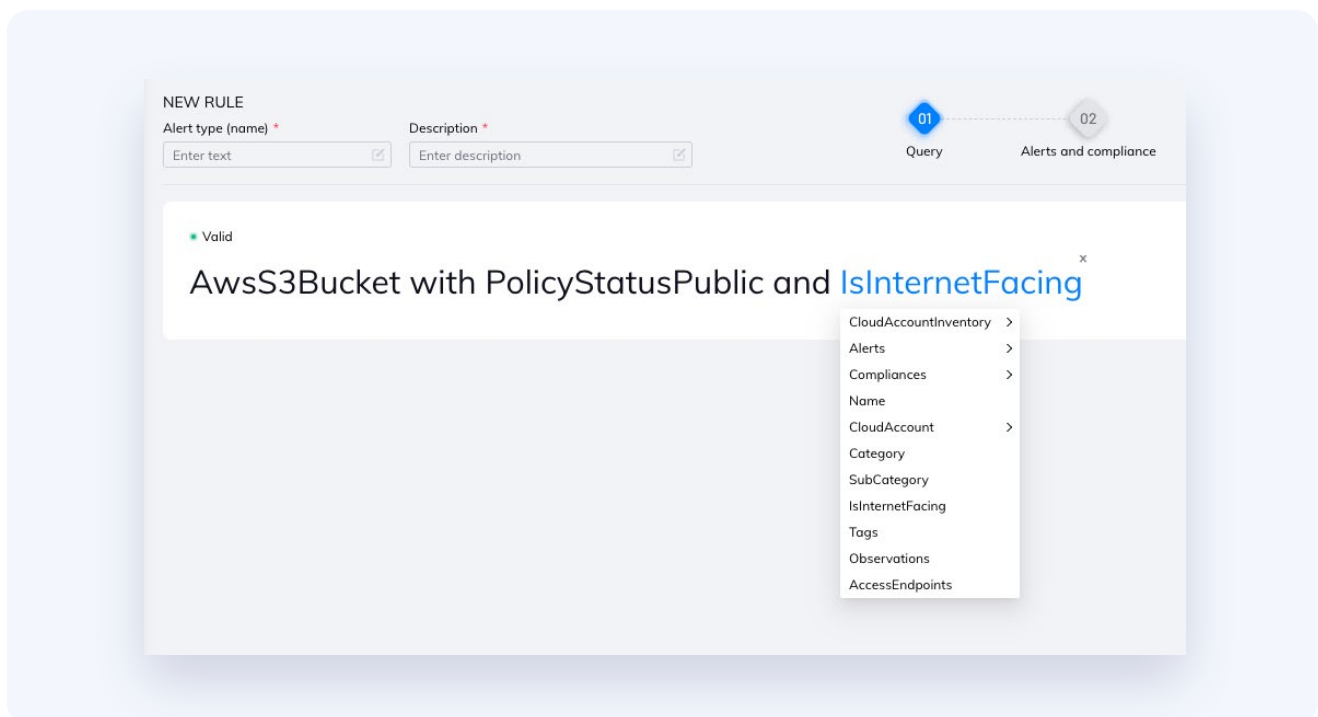 NEW RULE
Alert type (name) *
Description *
Enter text
Enter description
01
02
Query
Alerts and compliance
Valid
x
AwsS3Bucket with PolicyStatusPublic and IsInternetFacing
CloudAccountInventory
Alerts
Compliances
Name
CloudAccount
Category
SubCategory
IsInternetFacing
Tags
Observations
AccessEndpoints